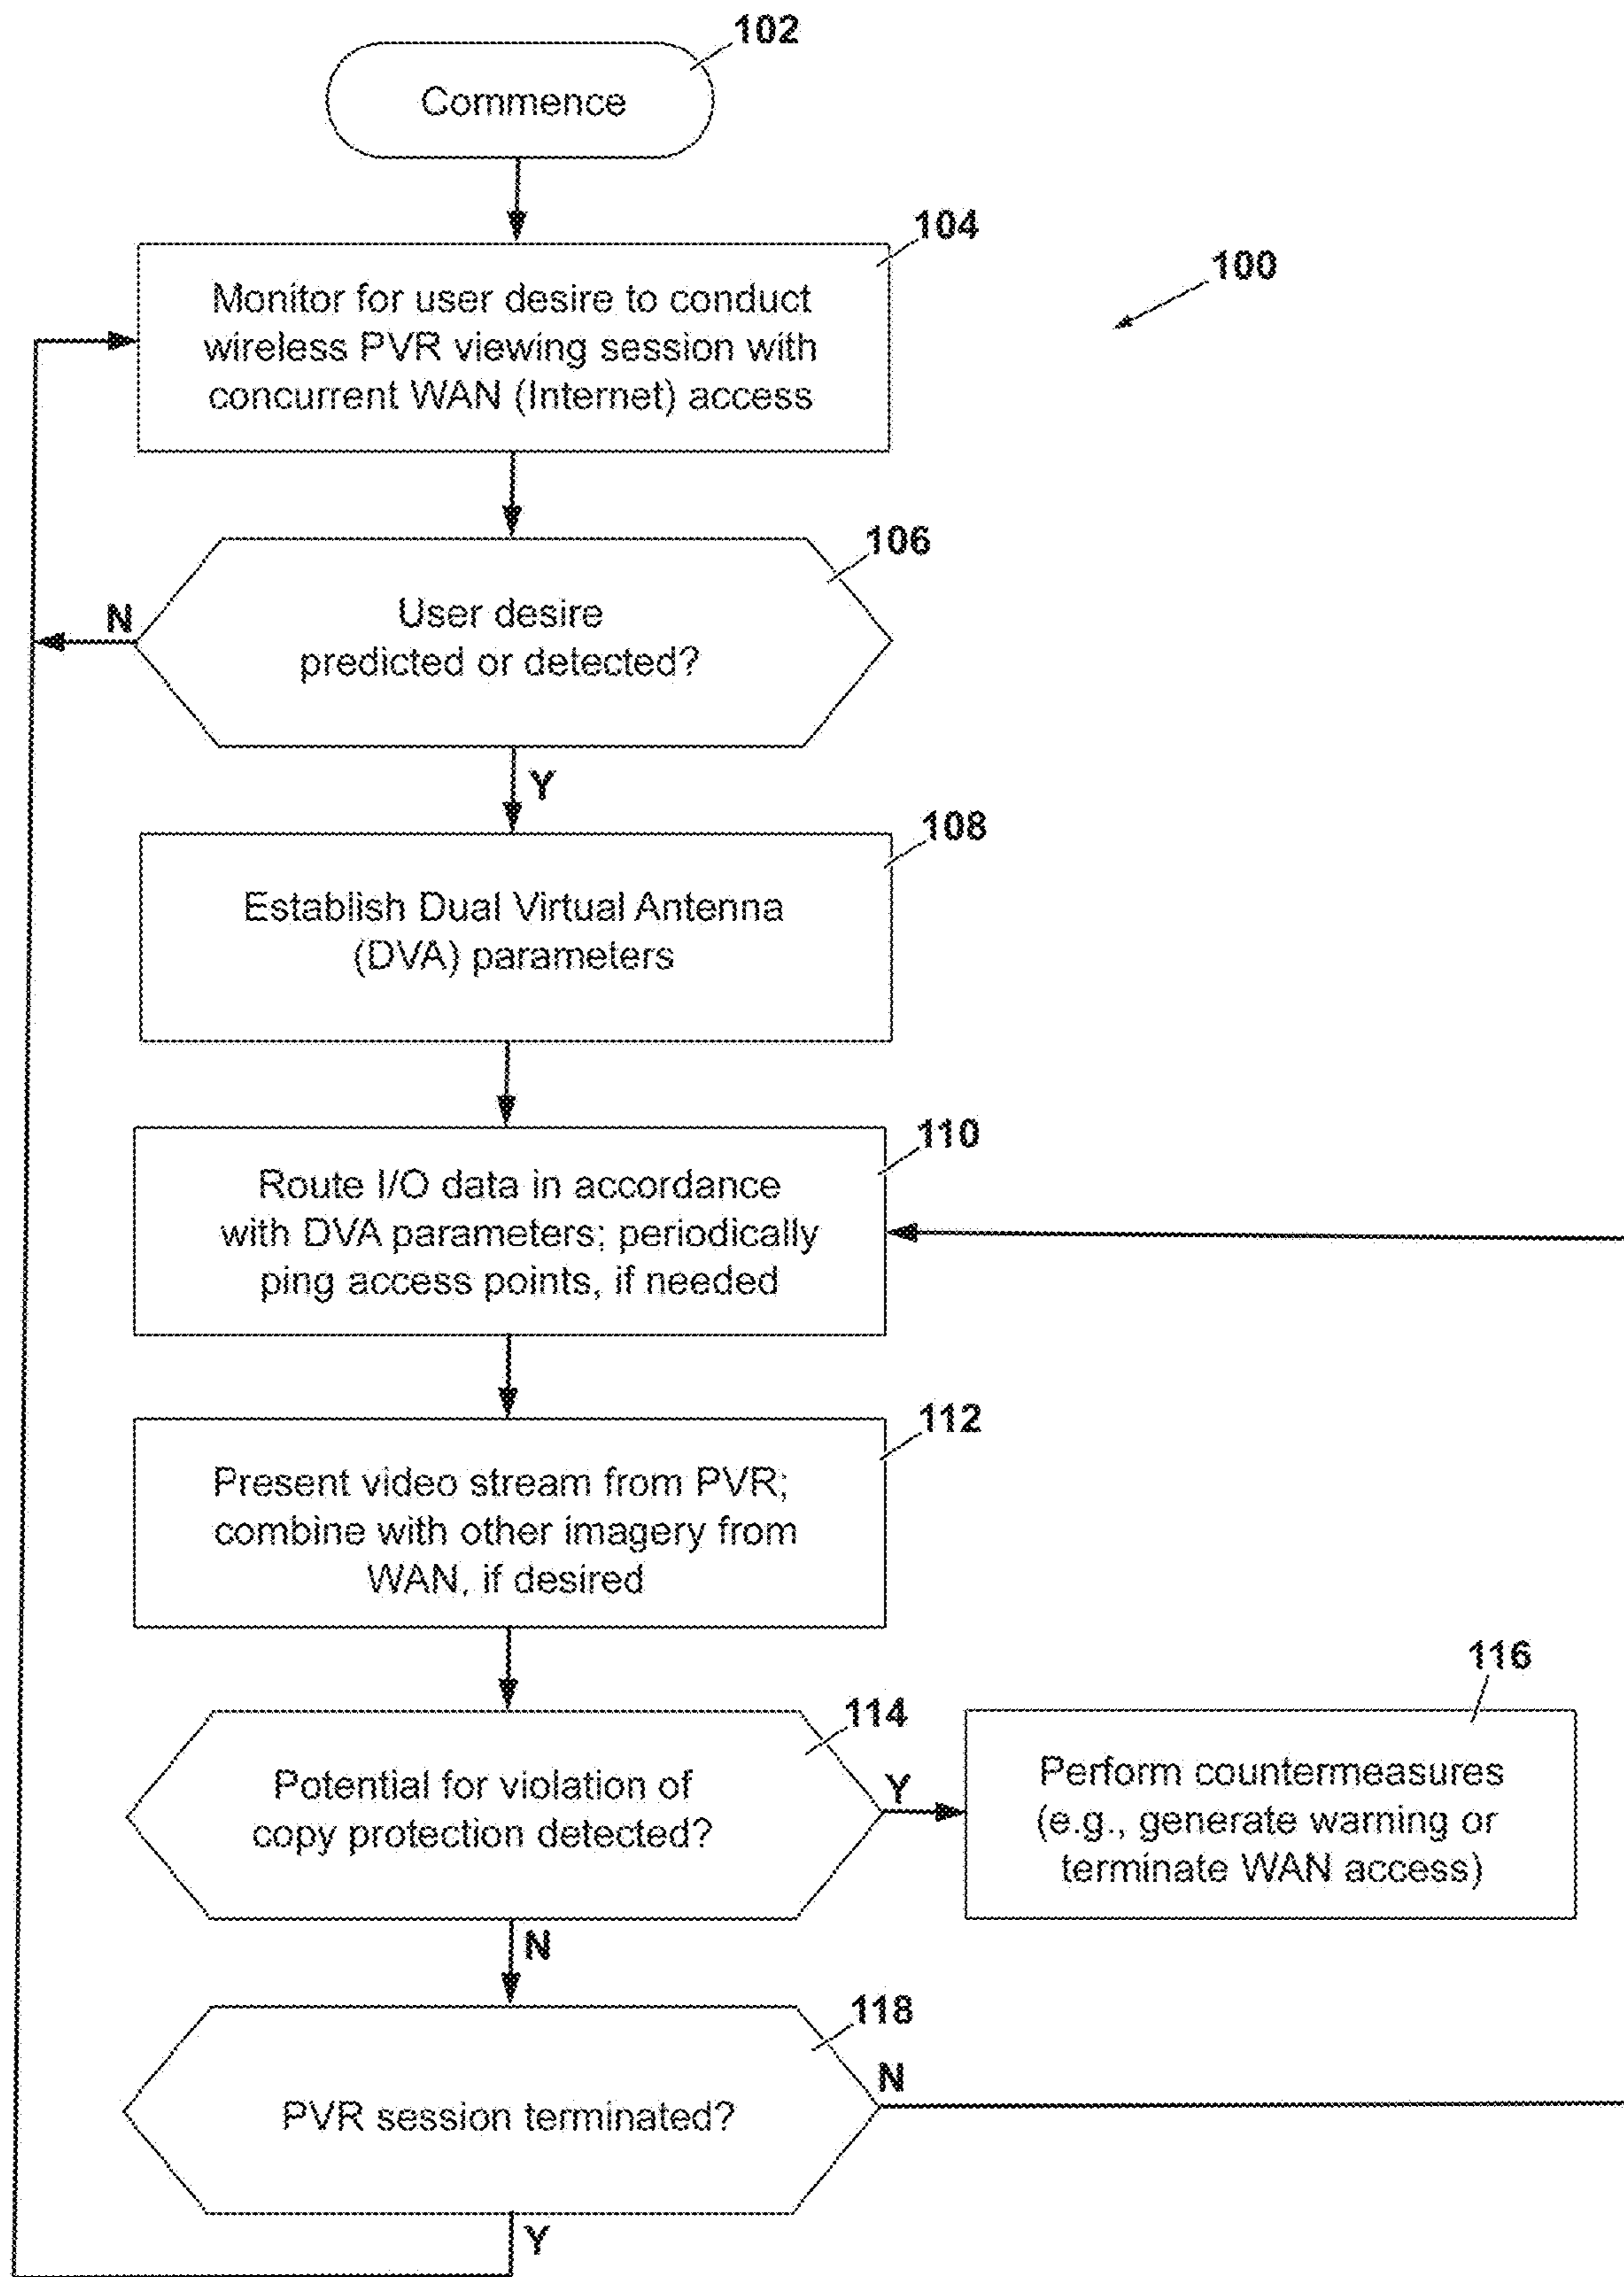 102
Commence
104
Monitor for user desire to conduct
wireless PVR viewing session with
concurrent WAN (Internet) access
100
106
User desire
predicted or detected?
N
Y
108
Establish Dual Virtual Antenna
(DVA) parameters
110
Route I/O data in accordance
with DVA parameters; periodically
ping access points, if needed
112
Present video stream from PVR;
combine with other imagery from
WAN, if desired
114
Potential for violation of
copy protection detected?
Y
116
Perform countermeasures
(e.g., generate warning or
terminate WAN access)
N
118
PVR session terminated?
N
Y